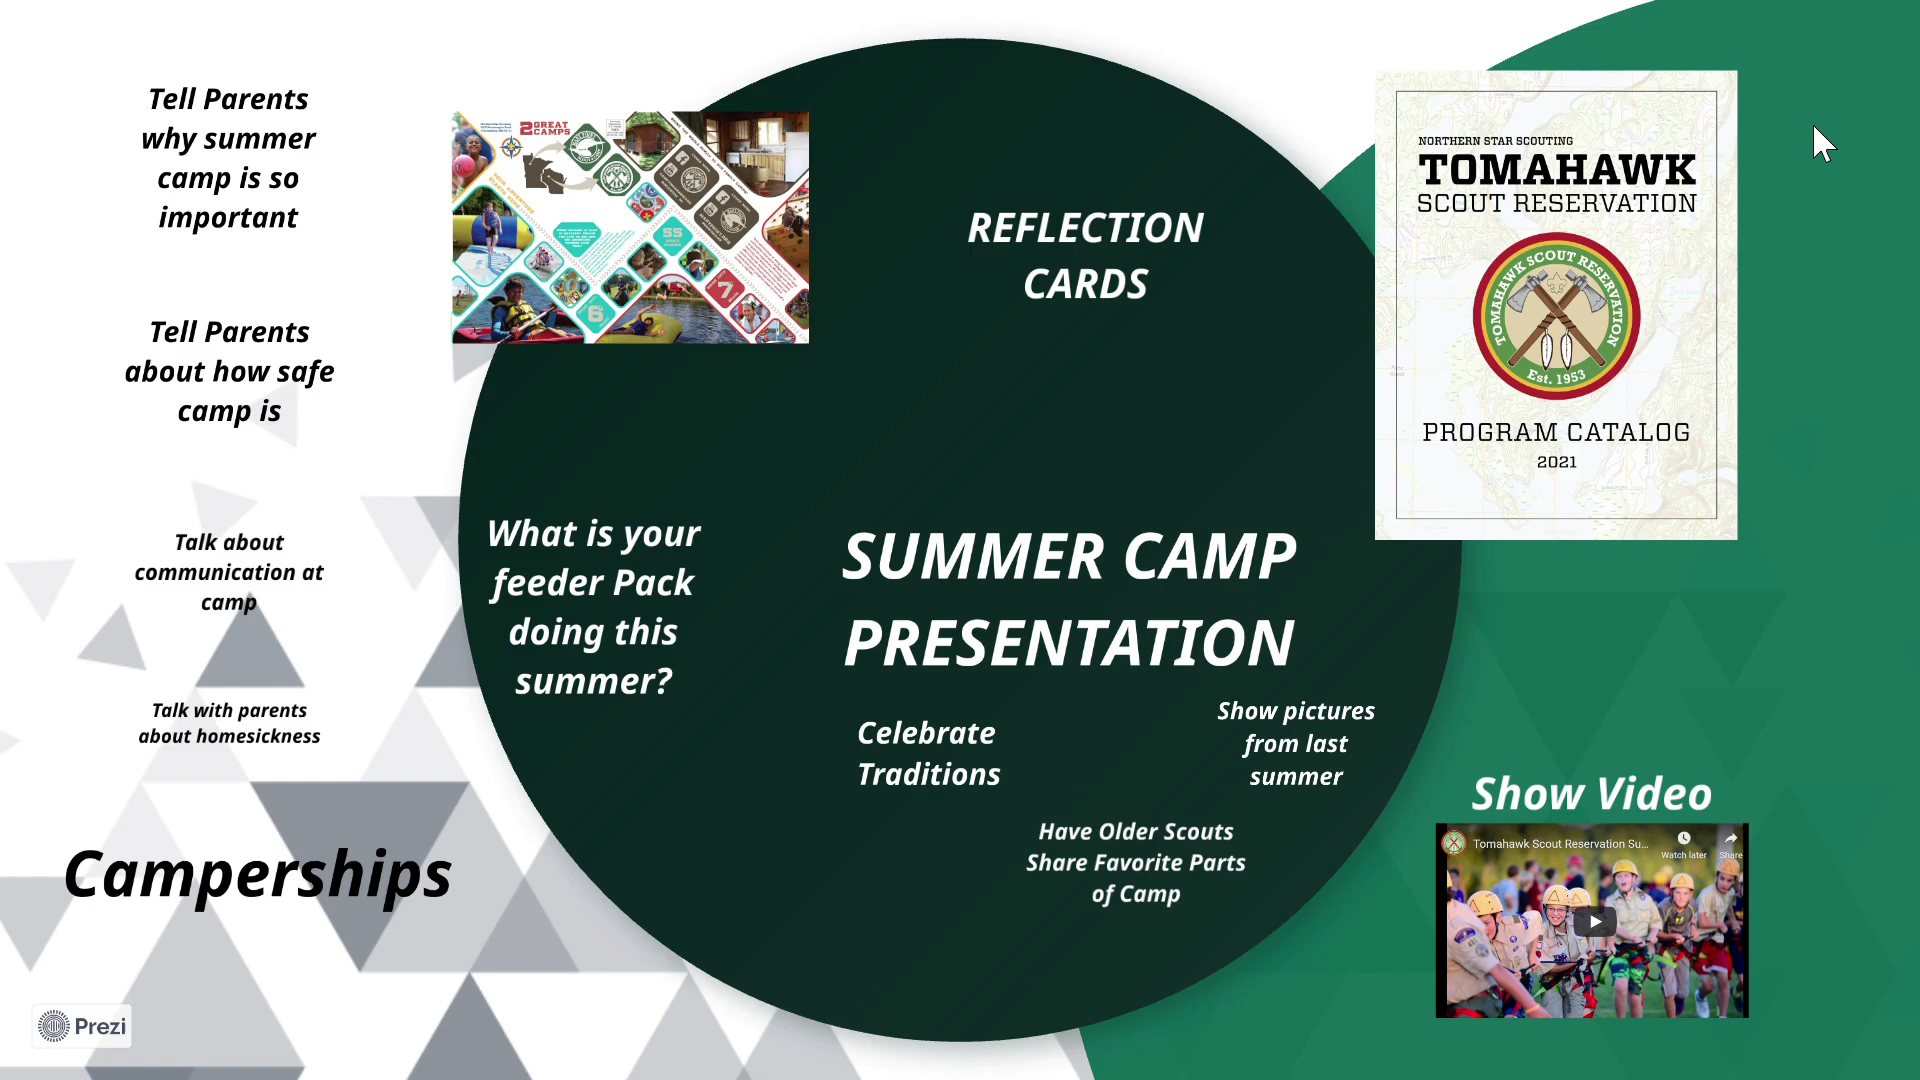 Tell Parents
why summer
camp is so
important
Tell Parents
about how safe
camp is
Talk about
communication at
camp
Talk with parents
about homesickness
Camperships
Prezi
2 GREAT
CAMPS
55
6
7
What is your
feeder Pack
doing this
summer?
REFLECTION
CARDS
SUMMER CAMP
PRESENTATION
Celebrate
Traditions
Show pictures
from last
summer
Have Older Scouts
Share Favorite Parts
of Camp
NORTHERN STAR SCOUTING
TOMAHAWK
SCOUT RESERVATION
TOMAHAWK SCOUT RESERVATION
Est. 1953
PROGRAM CATALOG
2021
Show Video
Tomahawk Scout Reservation Su...
Watch later
Share